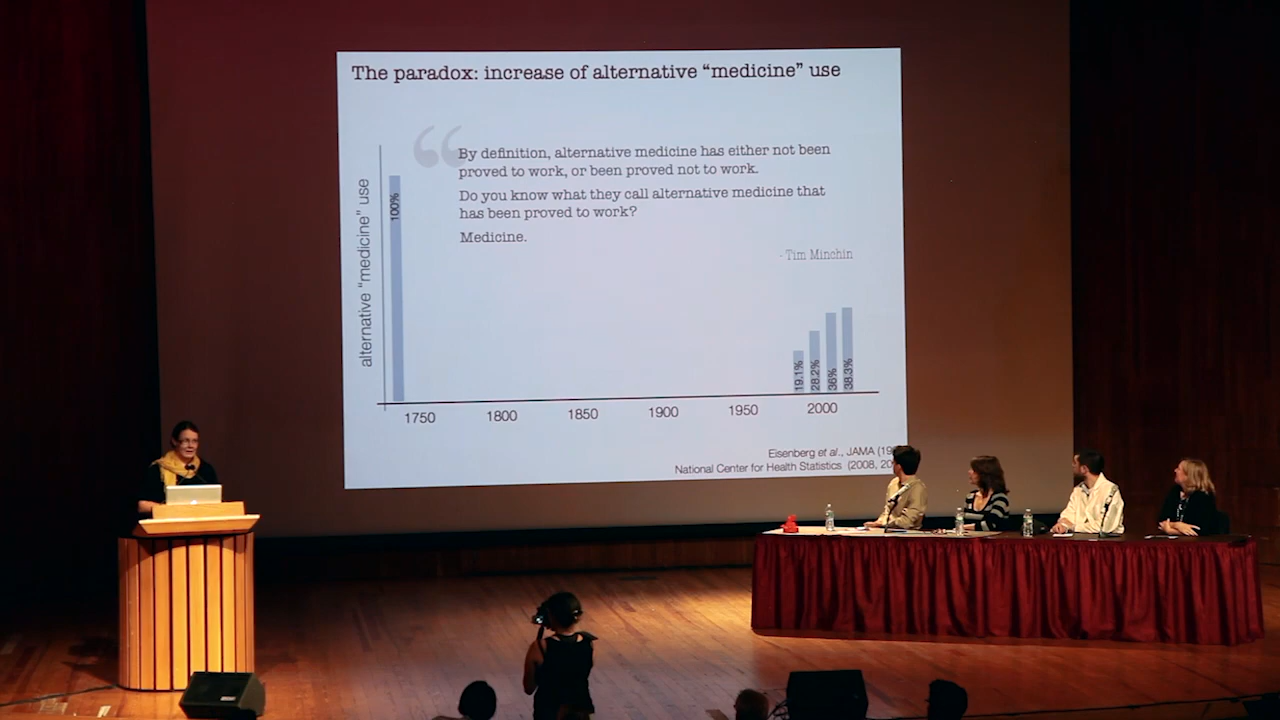 The paradox: increase of alternative “medicine” use
“
By definition, alternative medicine has either not been
proved to work, or been proved not to work.
Do you know what they call alternative medicine that
has been proved to work?
Medicine.
- Tim Minchin
alternative “medicine” use
100%
19.1%
28.2%
36%
38.3%
1750 1800 1850 1900 1950 2000
Eisenberg et al., JAMA
National Center for Health Statistics (2008,